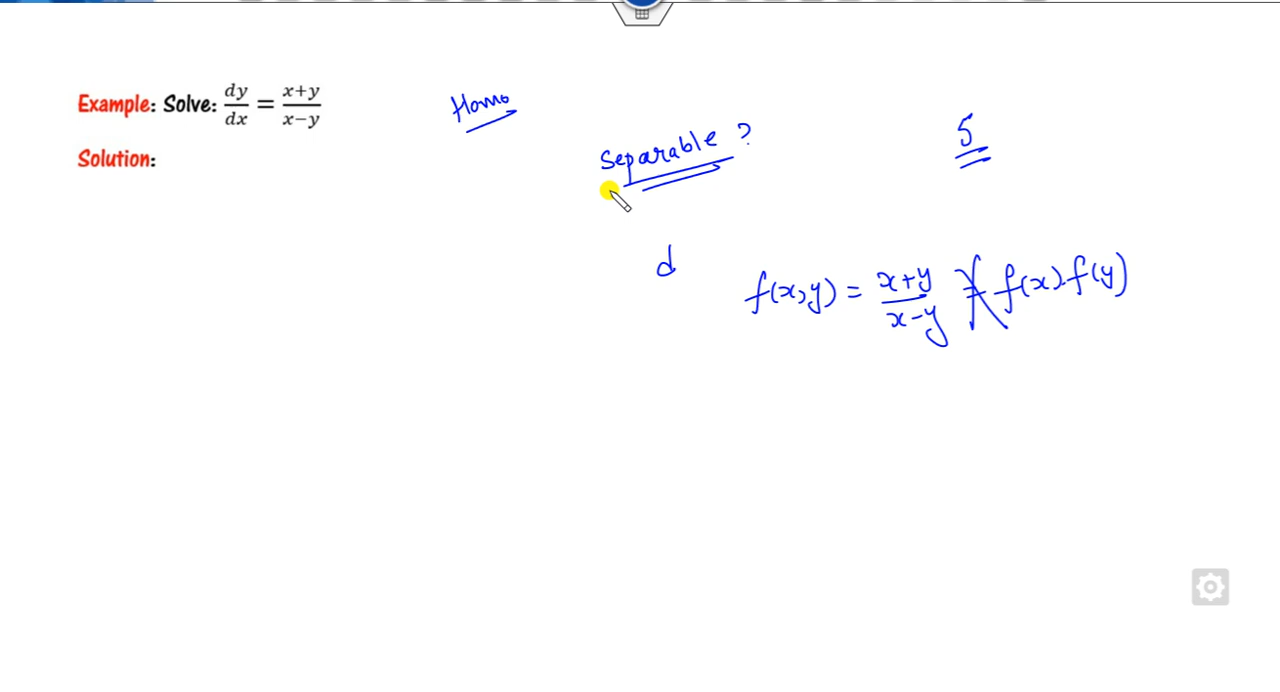 Example: Solve: dy/dx = x+y/x−y
Homo
Separable ?
5
Solution:
d
f(x,y) = x+y/x−y ≠ f(x).f(y)